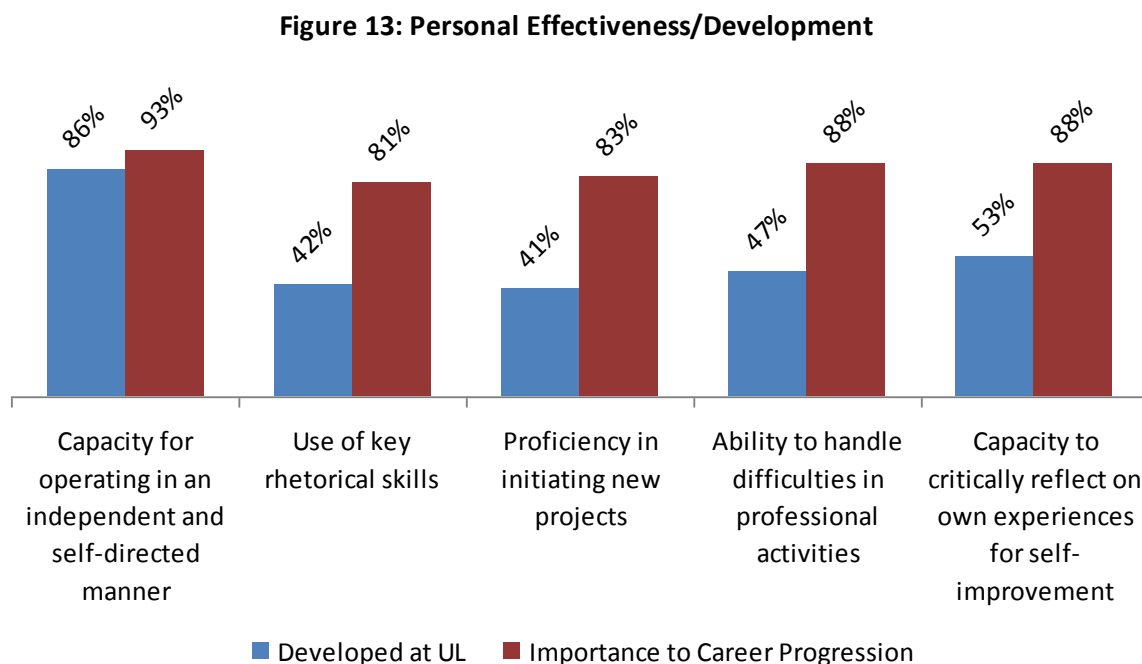 Figure 13: Personal Effectiveness/Development
86%
93%
42%
81%
41%
83%
47%
88%
53%
88%
Capacity for
operating in an
independent and
self-directed
manner
Use of key
rhetorical skills
Proficiency in
initiating new
projects
Ability to handle
difficulties in
professional
activities
Capacity to
critically reflect on
own experiences
for self-
improvement
Developed at UL
Importance to Career Progression